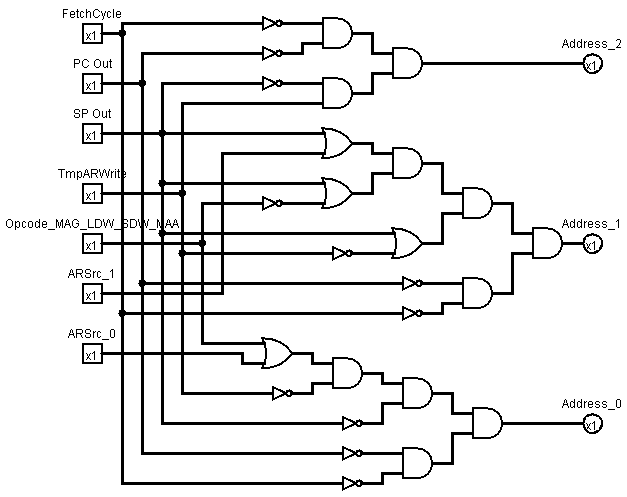 FetchCycle
x1
PC Out
x1
SP Out
x1
TmpARWrite
x1
Opcode_MAG_LDW_SDW_MAA
x1
ARSrc_1
x1
ARSrc_0
x1
Address_2
x1
Address_1
x1
Address_0
x1